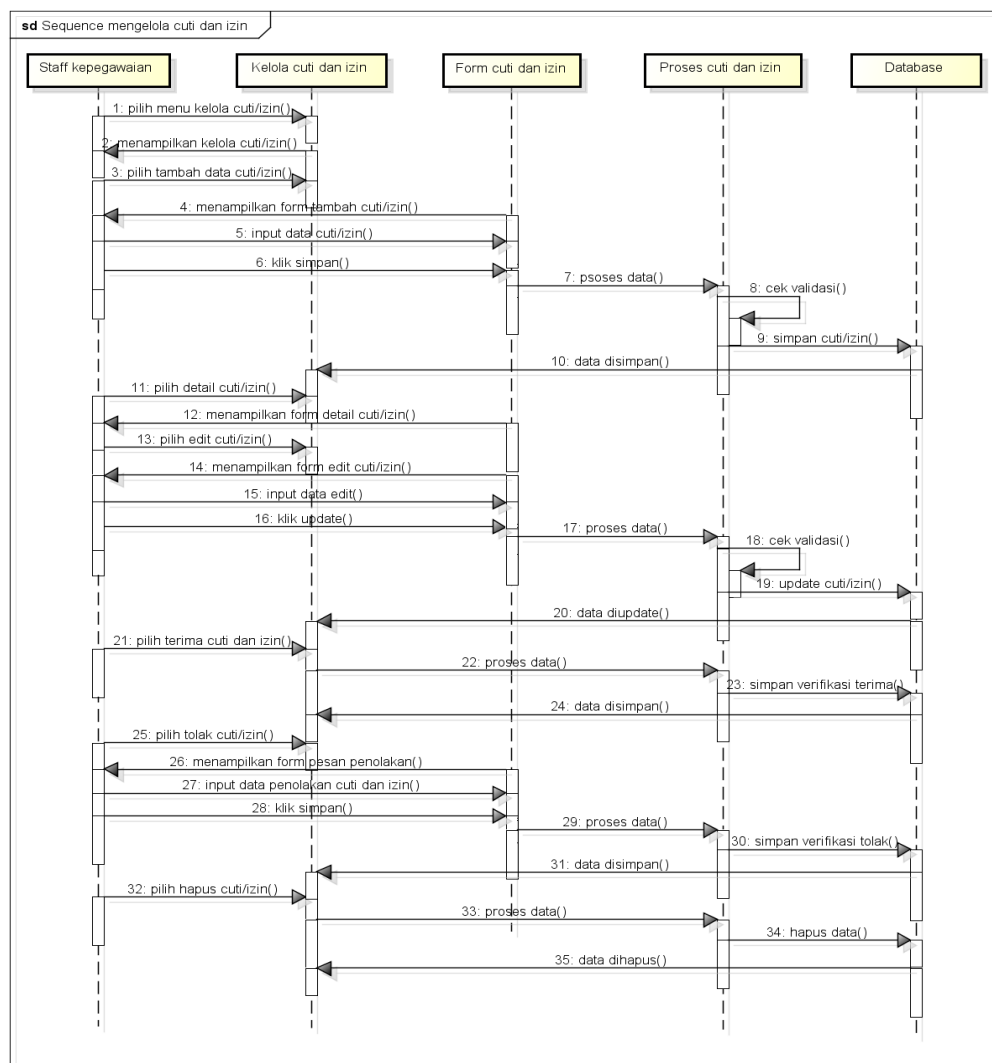 sd Sequence mengelola cuti dan izin
Staff kepegawaian
Kelola cuti dan izin
Form cuti dan izin
Proses cuti dan izin
Database
1: pilih menu kelola cuti/izin()
2: menampilkan kelola cuti/izin()
3: pilih tambah data cuti/izin()
4: menampilkan form tambah cuti/izin()
5: input data cuti/izin()
6: klik simpan()
7: psoses data()
8: cek validasi()
9: simpan cuti/izin()
10: data disimpan()
11: pilih detail cuti/izin()
12: menampilkan form detail cuti/izin()
13: pilih edit cuti/izin()
14: menampilkan form edit cuti/izin()
15: input data edit()
16: klik update()
17: proses data()
18: cek validasi()
19: update cuti/izin()
20: data diupdate()
21: pilih terima cuti dan izin()
22: proses data()
23: simpan verifikasi terima()
24: data disimpan()
25: pilih tolak cuti/izin()
26: menampilkan form pesan penolakan()
27: input data penolakan cuti dan izin()
28: klik simpan()
29: proses data()
30: simpan verifikasi tolak()
31: data disimpan()
32: pilih hapus cuti/izin()
33: proses data()
34: hapus data()
35: data dihapus()